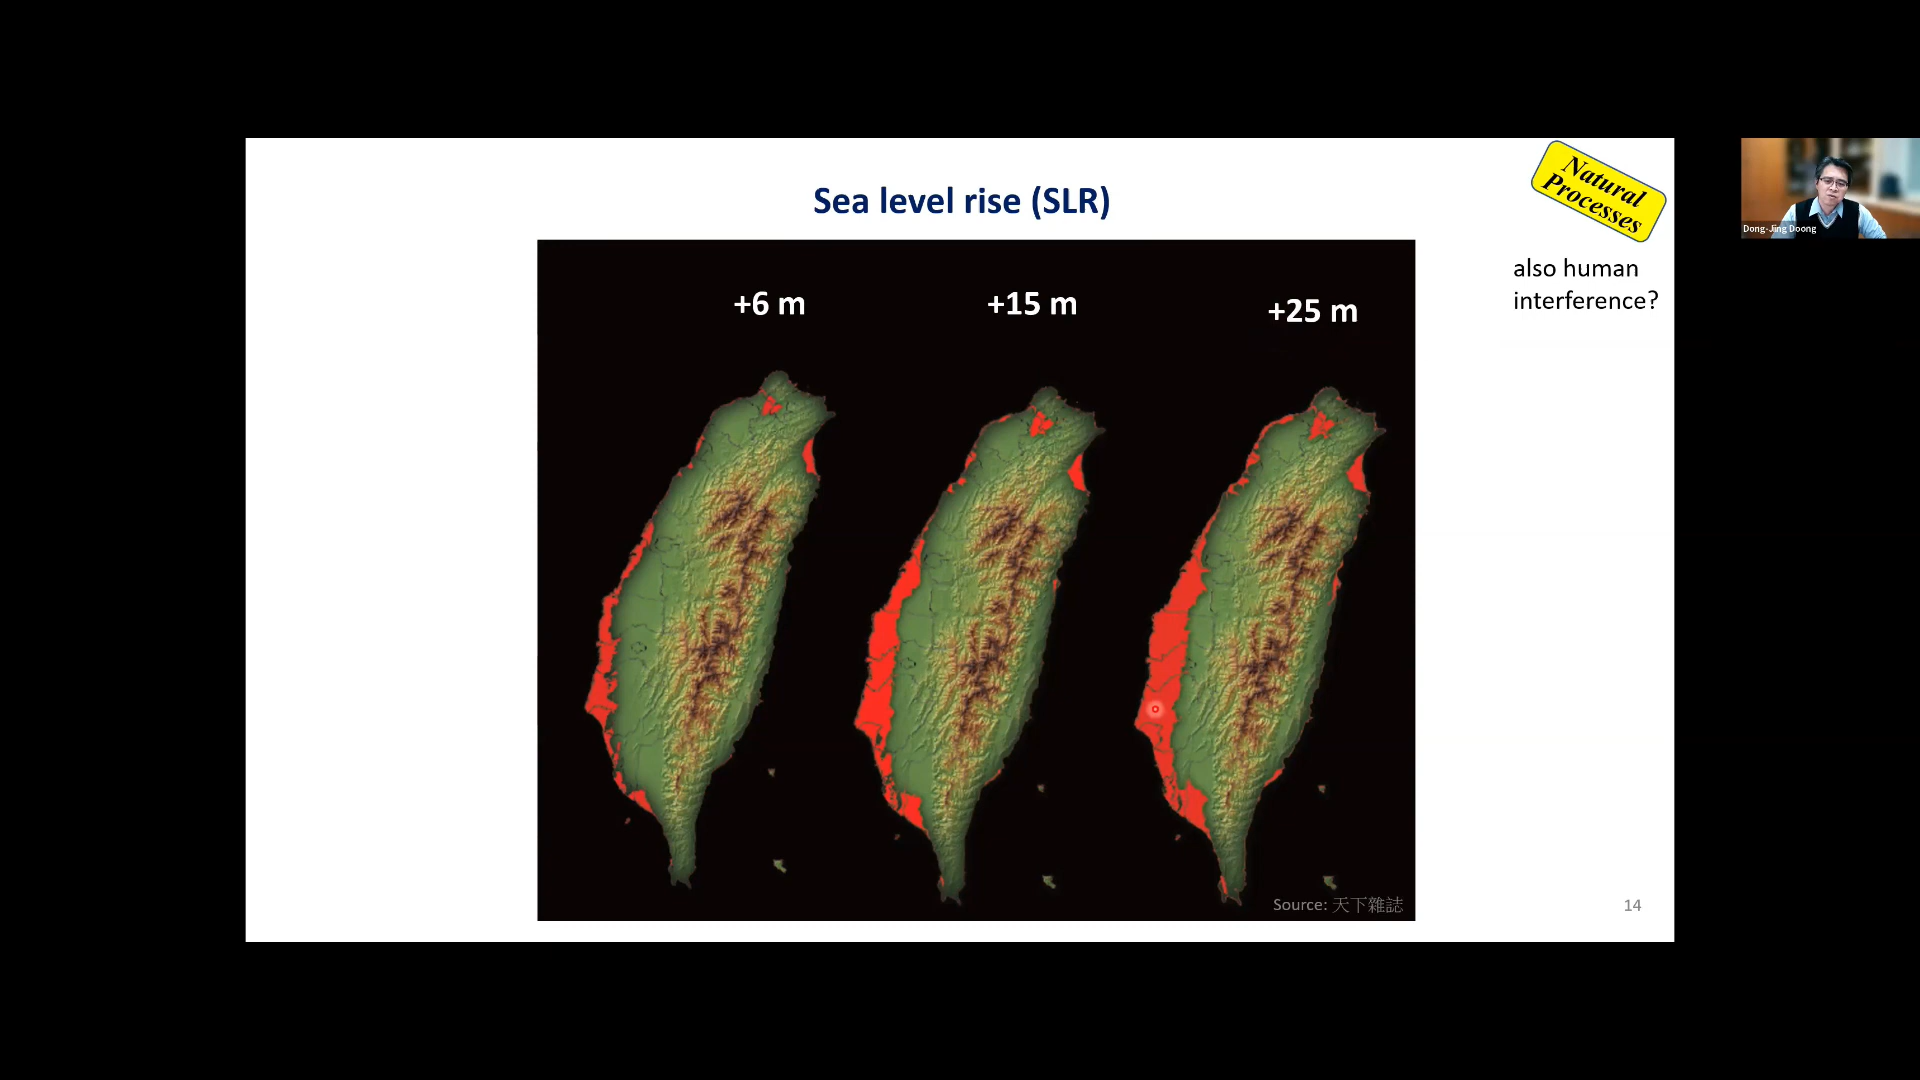 Sea level rise (SLR)
Natural
Processes
also human
interference?
+6 m
+15 m
+25 m
Source: 天下雜誌
14
Dong-Jing Doong